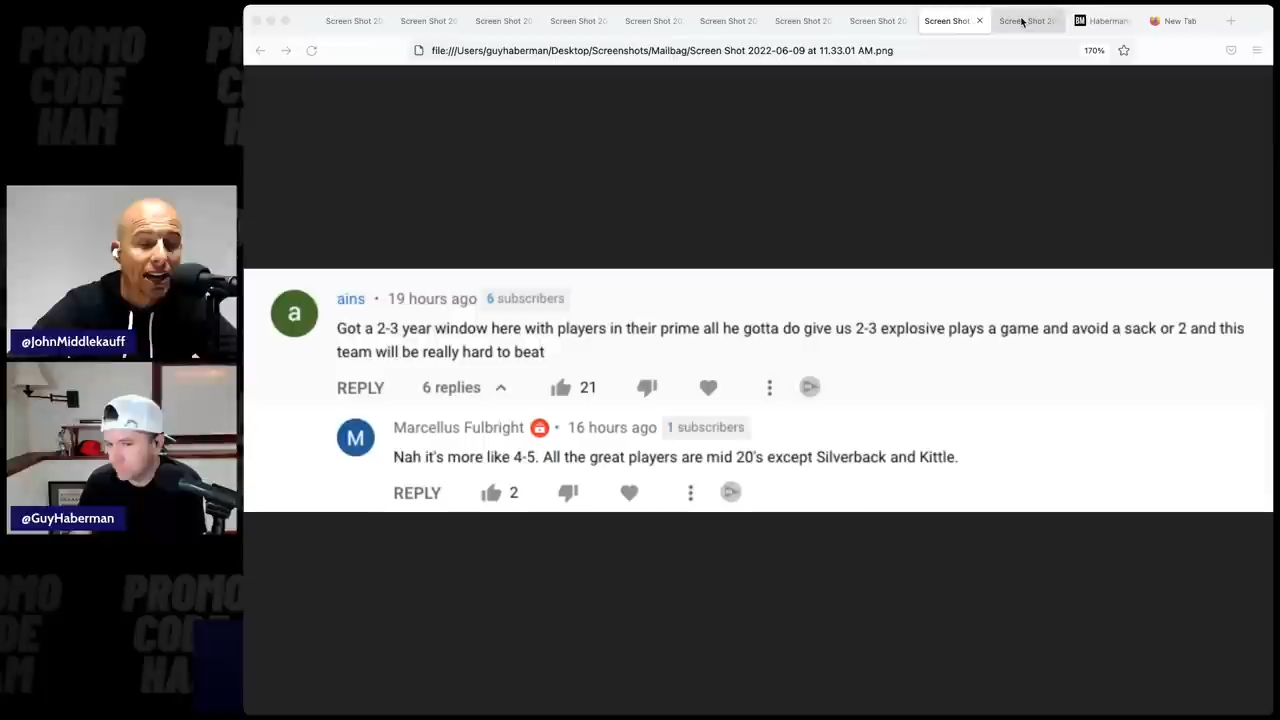 PROMO
CODE
HAM
Screen Shot 20
Screen Shot 20
Screen Shot 20
Screen Shot 20
Screen Shot 20
Screen Shot 20
Screen Shot 20
Screen Shot 20
Screen Shot
Screen Shot 20
BM Haberman
New Tab
file:///Users/guyhaberman/Desktop/Screenshots/Mailbag/Screen Shot 2022-06-09 at 11.33.01 AM.png
170%
a
ains • 19 hours ago 6 subscribers
Got a 2-3 year window here with players in their prime all he gotta do give us 2-3 explosive plays a game and avoid a sack or 2 and this
team will be really hard to beat
REPLY 6 replies 21
M
Marcellus Fulbright • 16 hours ago 1 subscribers
Nah it's more like 4-5. All the great players are mid 20's except Silverback and Kittle.
REPLY 2
@JohnMiddlekauff
@GuyHaberman
PROMO